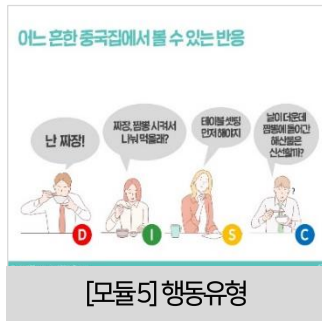 어느 흔한 중국집에서 볼 수 있는 반응
난 짜장!
짜장, 짬뽕 시켜서
나눠 먹을래?
테이블 셋팅
먼저 해야지
날이 더운데
짬뽕에 들어간
해산물은
신선할까?
?
D
I
S
C
[모듈5] 행동유형